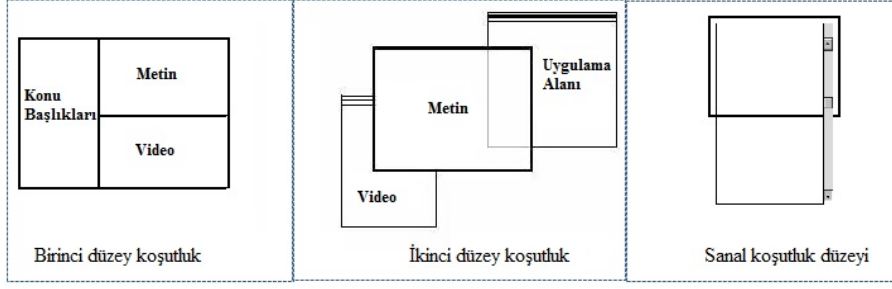 Konu
Başlıkları
Metin
Video
Birinci düzey koşutluk
Uygulama
Alanı
Metin
Video
İkinci düzey koşutluk
Sanal koşutluk düzeyi